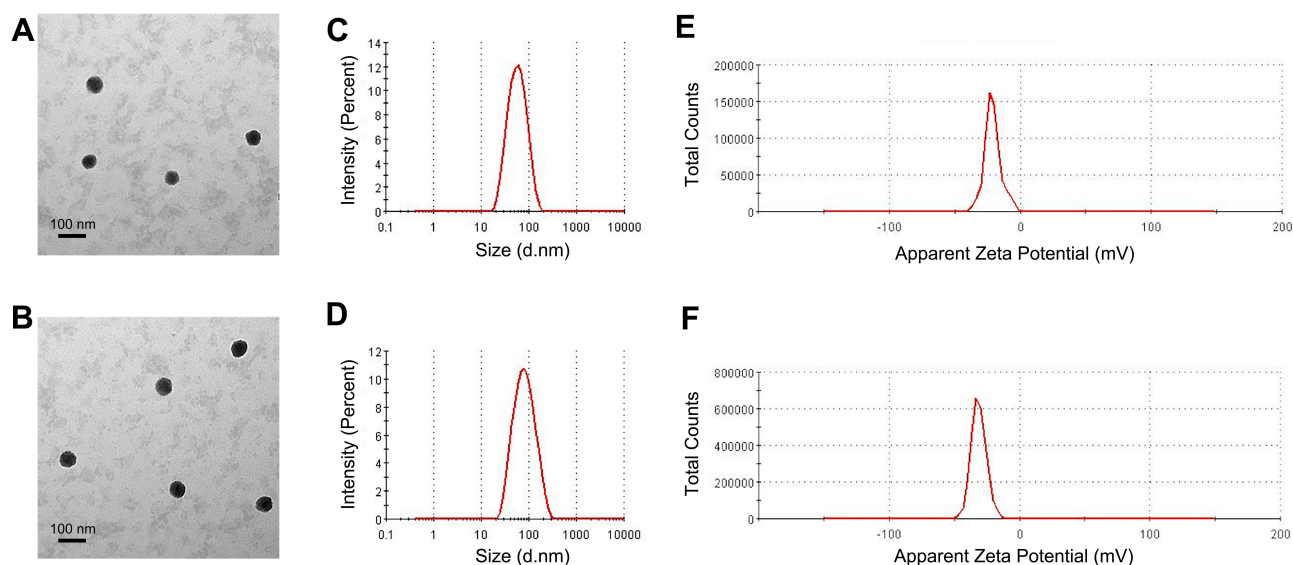 A
100 nm
C
14
12
10
8
6
4
2
0
Intensity (Percent)
0.1 1 10 100 1000 10000
Size (d.nm)
E
200000
150000
100000
50000
0
Total Counts
-100 0 100 200
Apparent Zeta Potential (mV)
B
100 nm
D
12
10
8
6
4
2
0
Intensity (Percent)
0.1 1 10 100 1000 10000
Size (d.nm)
F
800000
600000
400000
200000
0
Total Counts
-100 0 100 200
Apparent Zeta Potential (mV)